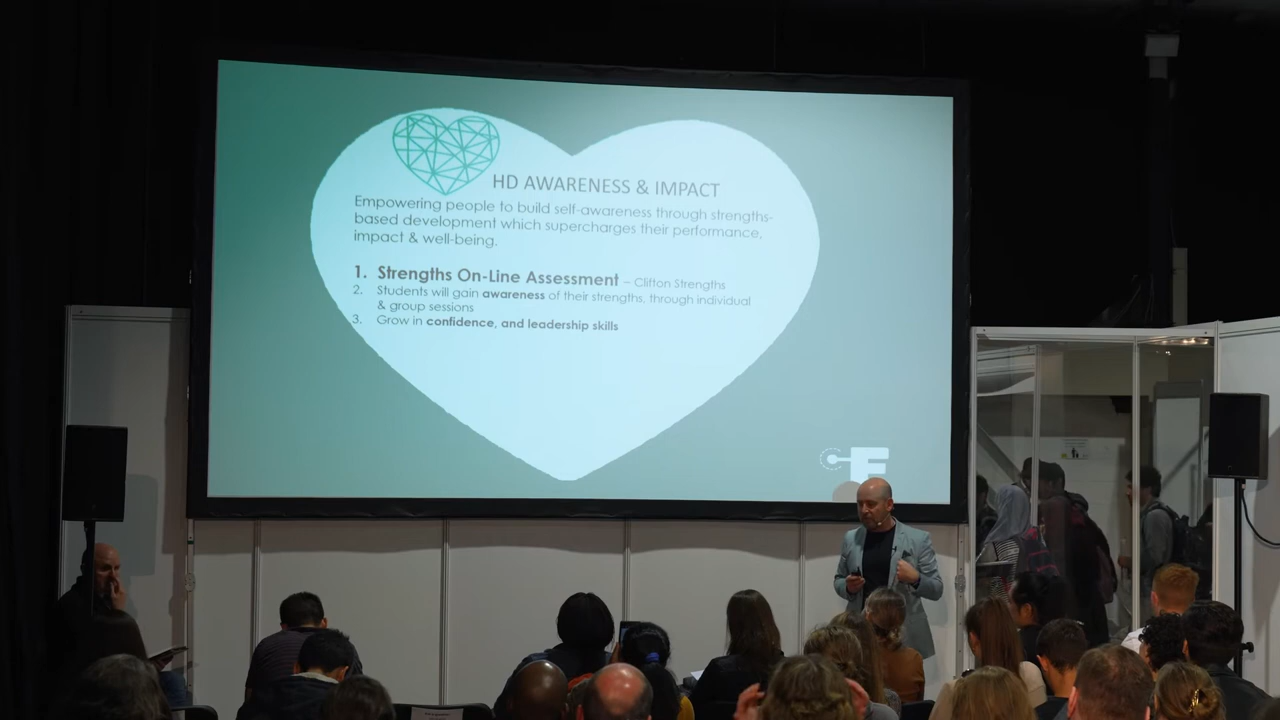 HD AWARENESS & IMPACT
Empowering people to build self-awareness through strengths-
based development which supercharges their performance,
impact & well-being.
1. Strengths On-Line Assessment – Clifton Strengths
2. Students will gain awareness of their strengths, through individual
& group sessions
3. Grow in confidence, and leadership skills